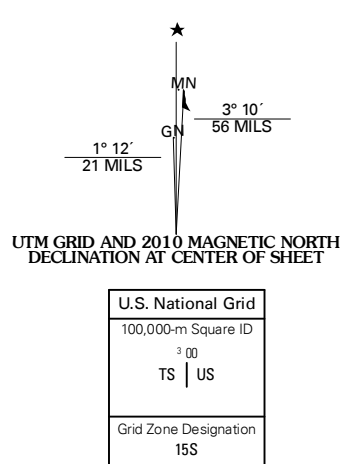 ★
MN
3° 10´
56 MILS
GN
1° 12´
21 MILS
UTM GRID AND 2010 MAGNETIC NORTH
DECLINATION AT CENTER OF SHEET
U.S. National Grid
100,000-m Square ID
3 00
TS | US
Grid Zone Designation
15S